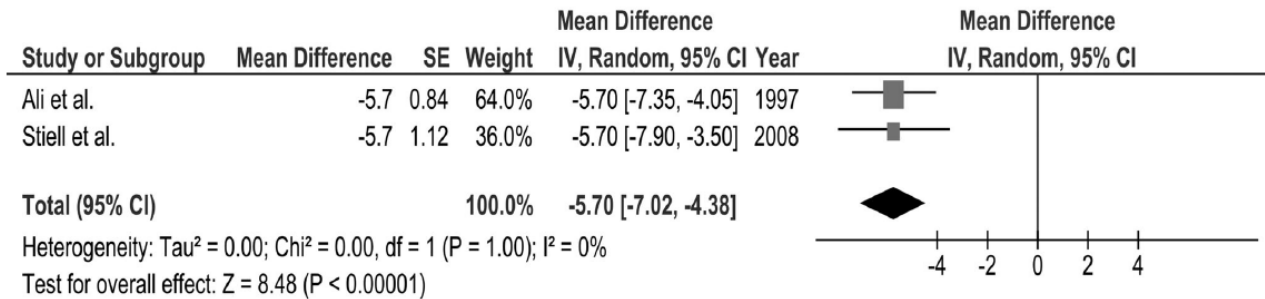 Mean Difference Mean Difference
Study or Subgroup Mean Difference SE Weight IV, Random, 95% CI Year IV, Random, 95% CI
Ali et al. -5.7 0.84 64.0% -5.70 [-7.35, -4.05] 1997
Stiell et al. -5.7 1.12 36.0% -5.70 [-7.90, -3.50] 2008
Total (95% CI) 100.0% -5.70 [-7.02, -4.38]
Heterogeneity: Tau² = 0.00; Chi² = 0.00, df = 1 (P = 1.00); I² = 0%
-4 -2 0 2 4
Test for overall effect: Z = 8.48 (P < 0.00001)